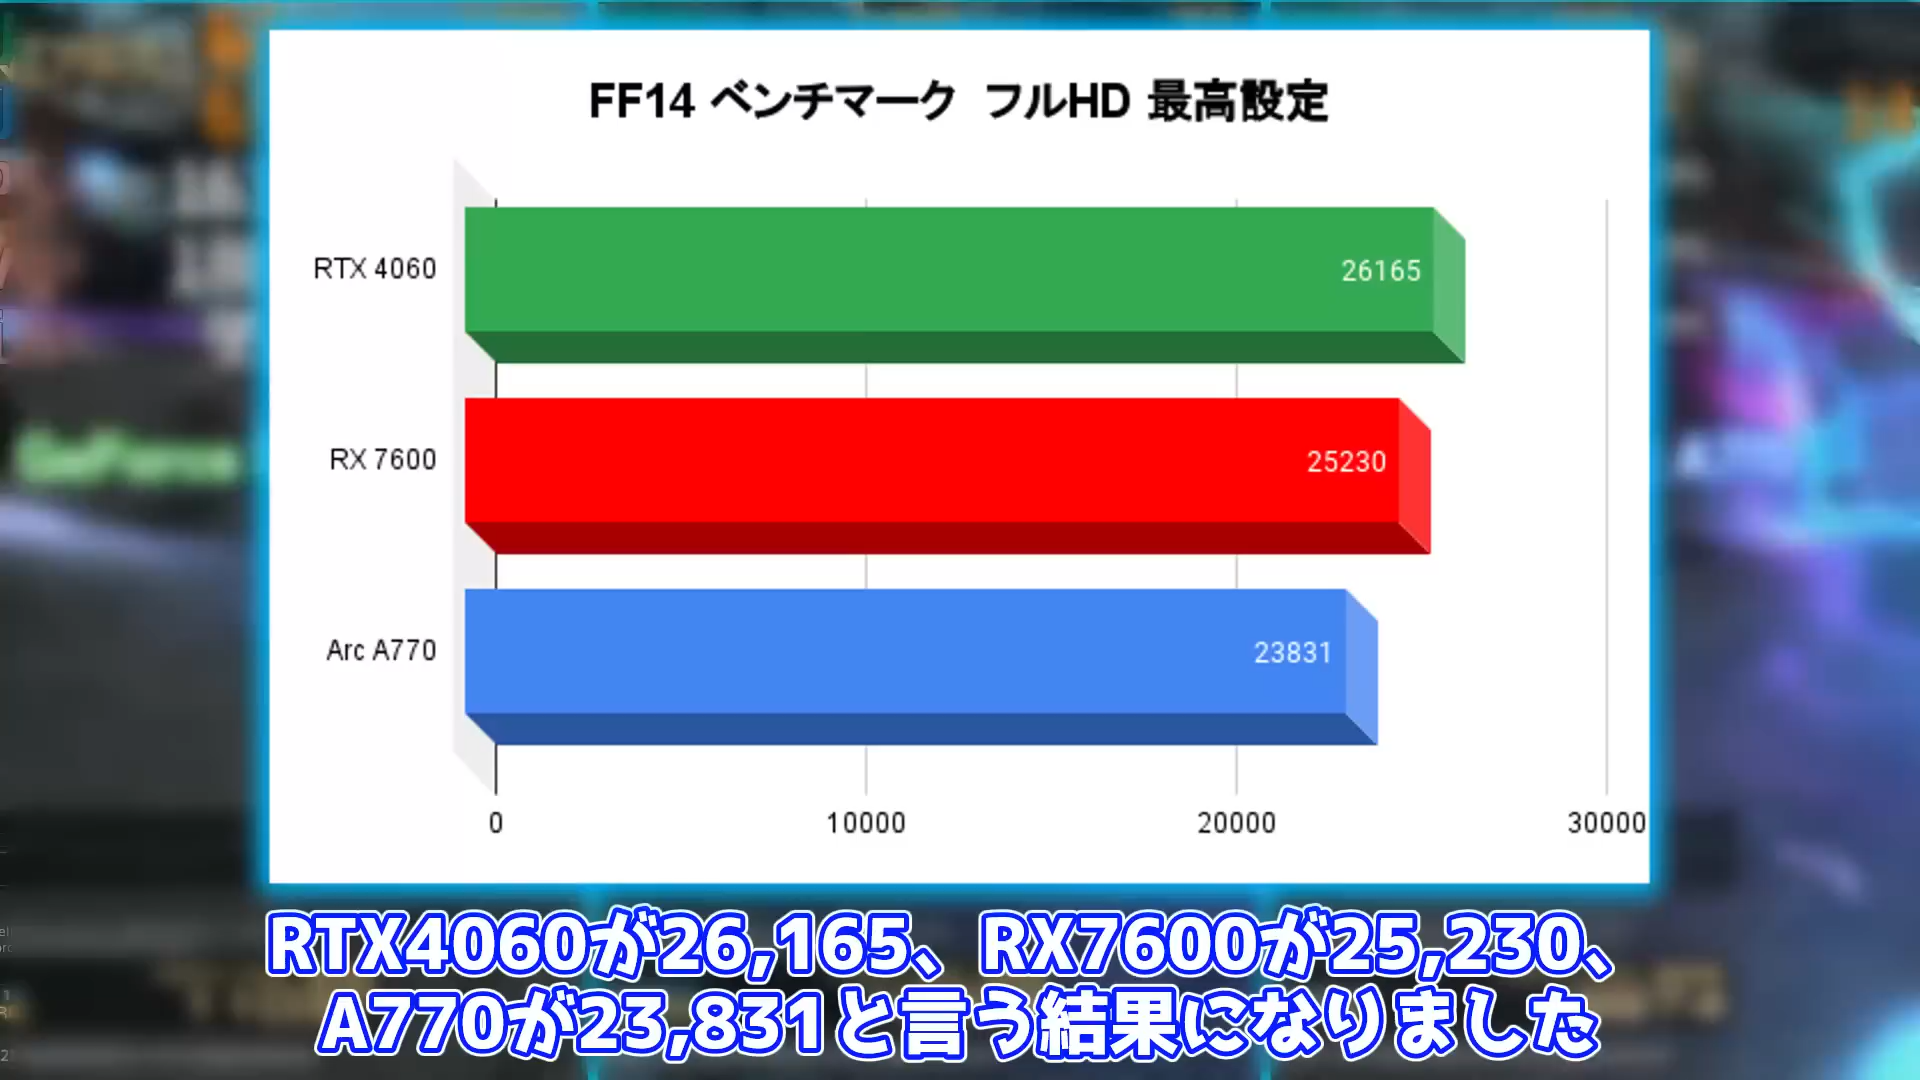 FF14 ベンチマーク フルHD 最高設定
RTX 4060
26165
RX 7600
25230
Arc A770
23831
0 10000 20000 30000
GeForce
RTX4060が26,165、RX7600が25,230、
A770が23,831と言う結果になりました